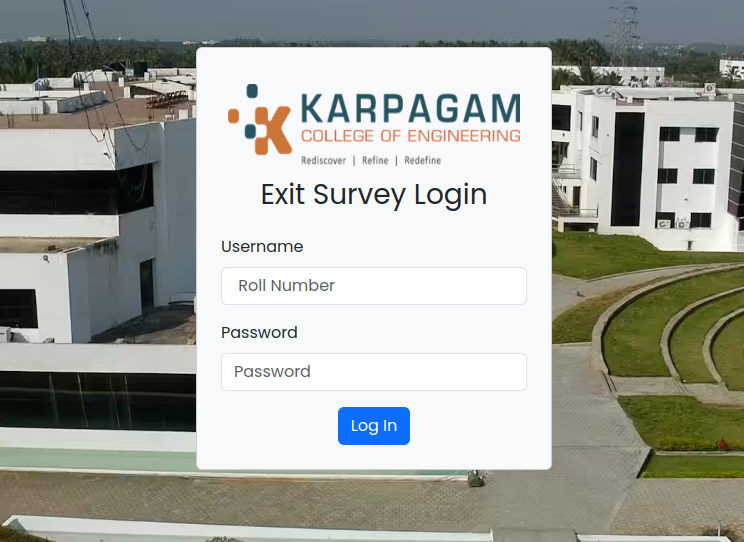 KARPAGAM
COLLEGE OF ENGINEERING
Rediscover | Refine | Redefine
Exit Survey Login
Username
Roll Number
Password
Password
Log In